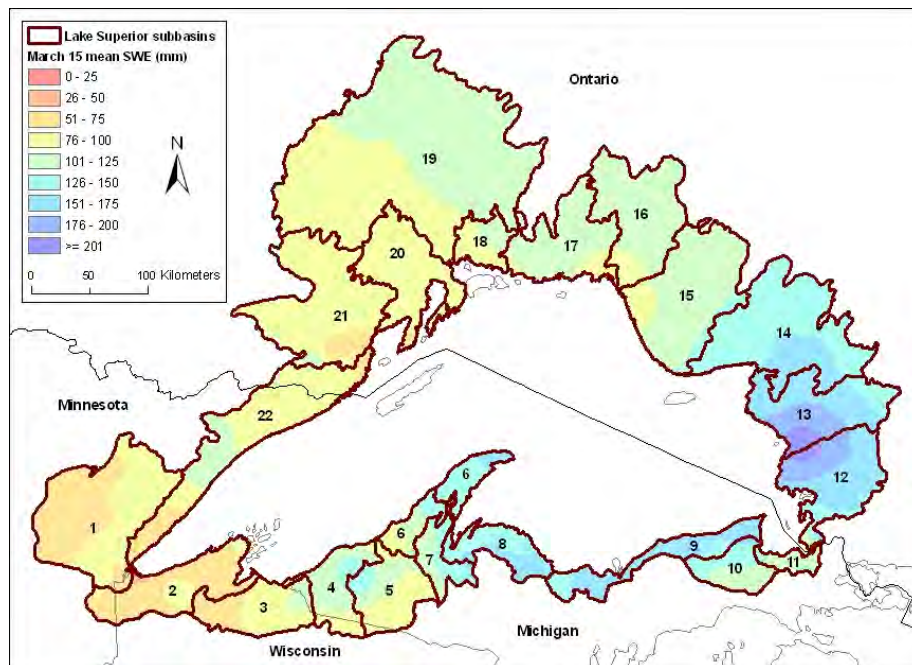 Lake Superior subbasins
March 15 mean SWE (mm)
0 - 25
26 - 50
51 - 75
76 - 100
101 - 125
126 - 150
151 - 175
176 - 200
>= 201
N
0 50 100 Kilometers
Ontario
19
16
18
17
20
15
21
14
Minnesota
22
13
12
6
1
6
7
8
9
10
11
2
3
4
5
Michigan
Wisconsin